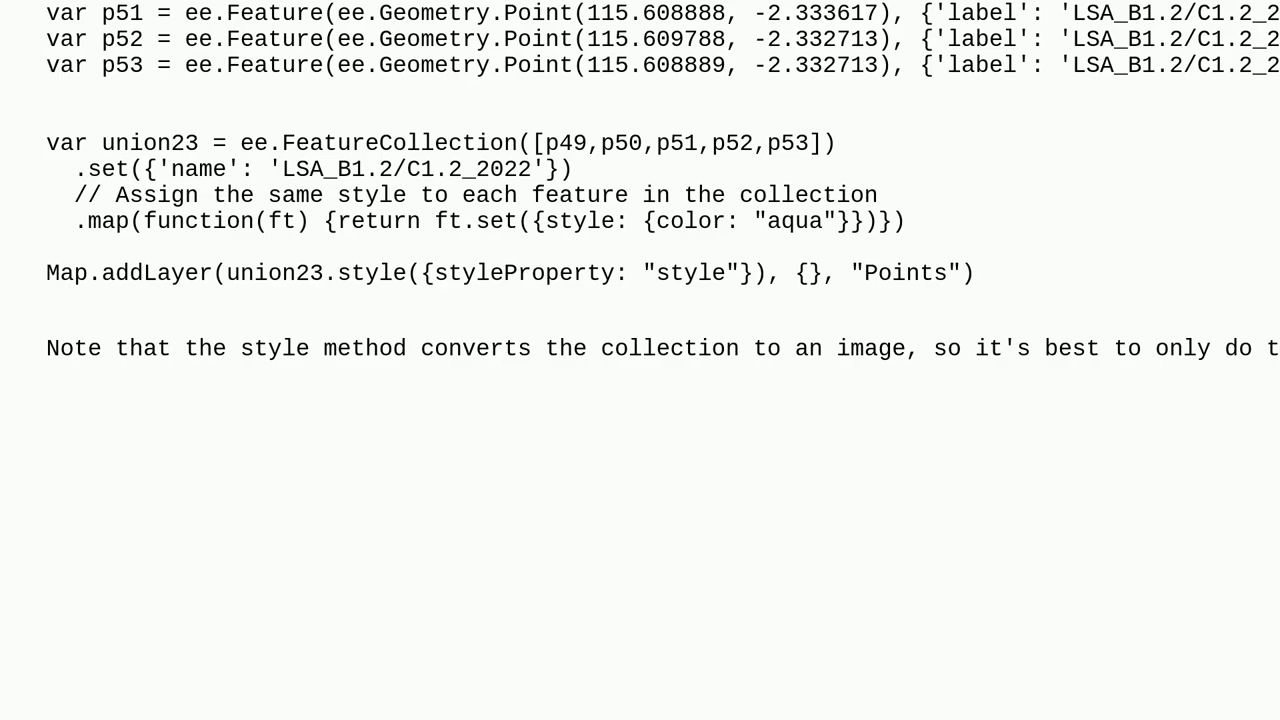 var p51 = ee.Feature(ee.Geometry.Point(115.608888, -2.333617), {'label': 'LSA_B1.2/C1.2_2
var p52 = ee.Feature(ee.Geometry.Point(115.609788, -2.332713), {'label': 'LSA_B1.2/C1.2_2
var p53 = ee.Feature(ee.Geometry.Point(115.608889, -2.332713), {'label': 'LSA_B1.2/C1.2_2
var union23 = ee.FeatureCollection([p49,p50,p51,p52,p53])
.set({'name': 'LSA_B1.2/C1.2_2022'})
// Assign the same style to each feature in the collection
.map(function(ft) {return ft.set({style: {color: "aqua"}})})
Map.addLayer(union23.style({styleProperty: "style"}), {}, "Points")
Note that the style method converts the collection to an image, so it's best to only do t